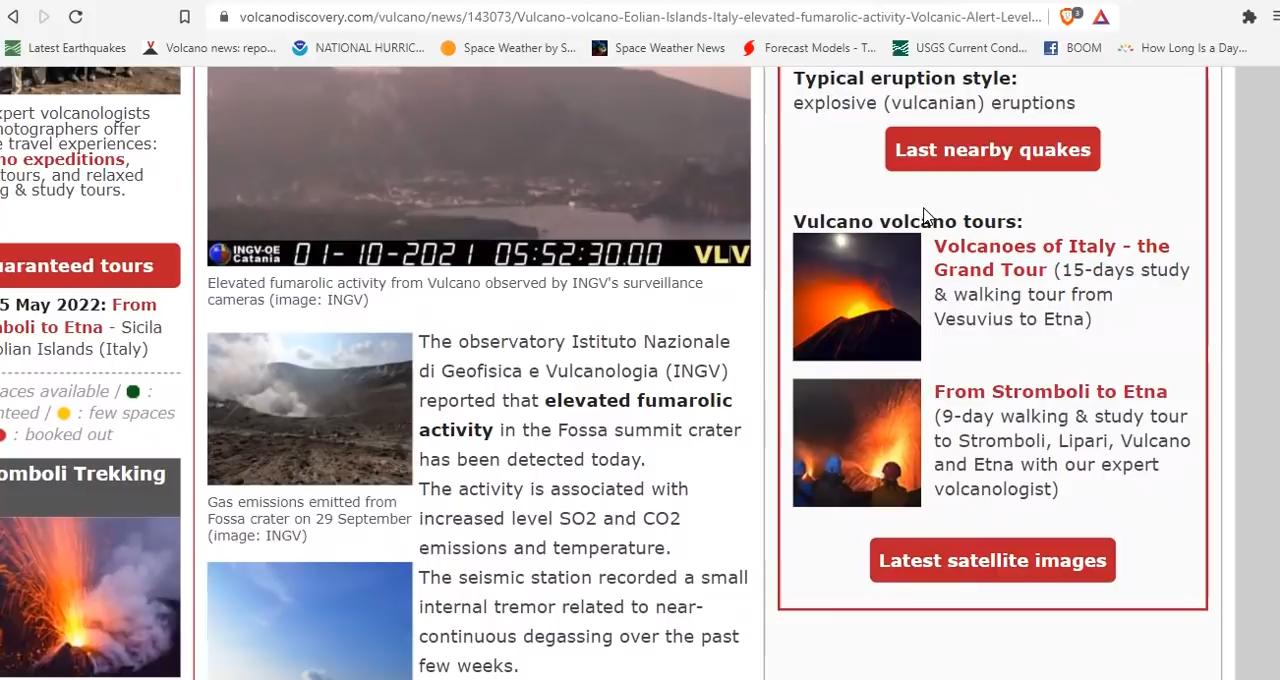 volcanodiscovery.com/vulcano/news/143073/Vulcano-volcano-Eolian-Islands-Italy-elevated-fumarolic-activity-Volcanic-Alert-Level...
3
Latest Earthquakes
Volcano news: repo...
NATIONAL HURRIC...
Space Weather by S...
Space Weather News
Forecast Models - T...
USGS Current Cond...
BOOM
How Long Is a Day...
xpert volcanologists
hotographers offer
e travel experiences:
no expeditions,
tours, and relaxed
g & study tours.
uaranteed tours
5 May 2022: From
mboli to Etna - Sicila
olian Islands (Italy)
aces available / :
nteed / : few spaces
: booked out
omboli Trekking
INGV-OE
Catania
01-10-2021 05:52:30.00
VLV
Elevated fumarolic activity from Vulcano observed by INGV's surveillance
cameras (image: INGV)
Gas emissions emitted from
Fossa crater on 29 September
(image: INGV)
The observatory Istituto Nazionale
di Geofisica e Vulcanologia (INGV)
reported that elevated fumarolic
activity in the Fossa summit crater
has been detected today.
The activity is associated with
increased level SO2 and CO2
emissions and temperature.
The seismic station recorded a small
internal tremor related to near-
continuous degassing over the past
few weeks.
Typical eruption style:
explosive (vulcanian) eruptions
Last nearby quakes
Vulcano volcano tours:
Volcanoes of Italy - the
Grand Tour (15-days study
& walking tour from
Vesuvius to Etna)
From Stromboli to Etna
(9-day walking & study tour
to Stromboli, Lipari, Vulcano
and Etna with our expert
volcanologist)
Latest satellite images